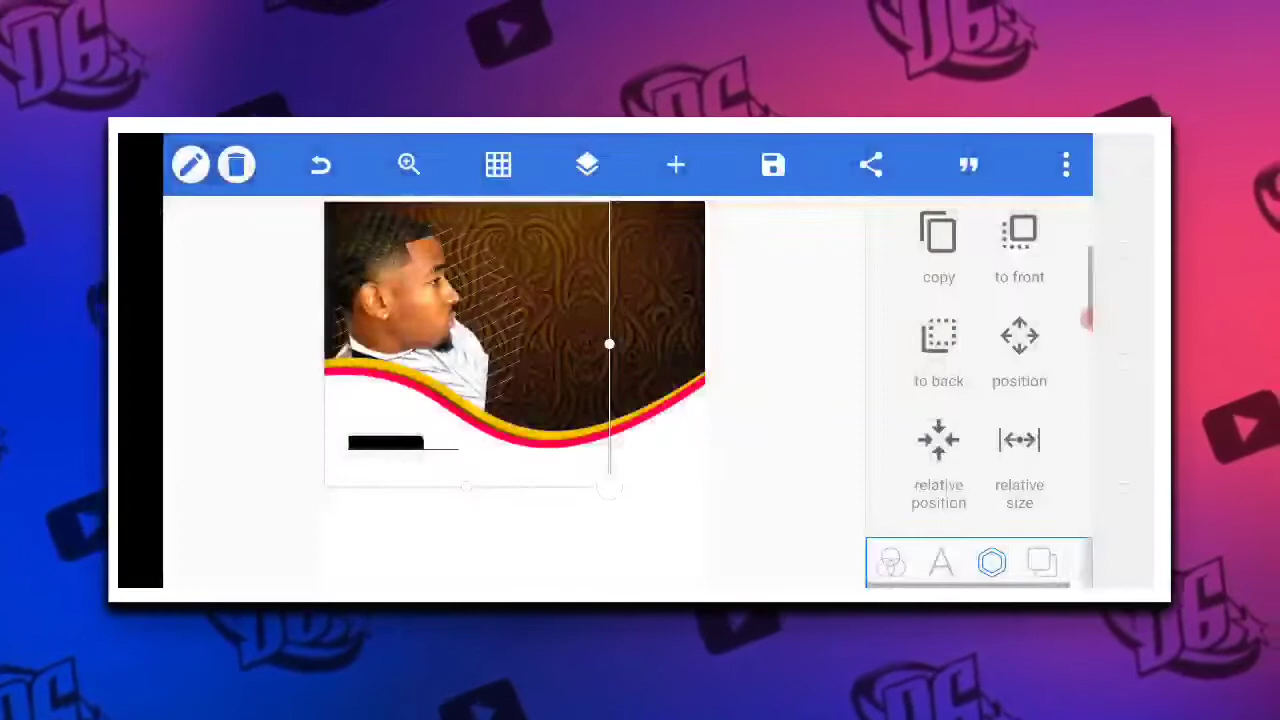 copy
to front
to back
position
relative
position
relative
size